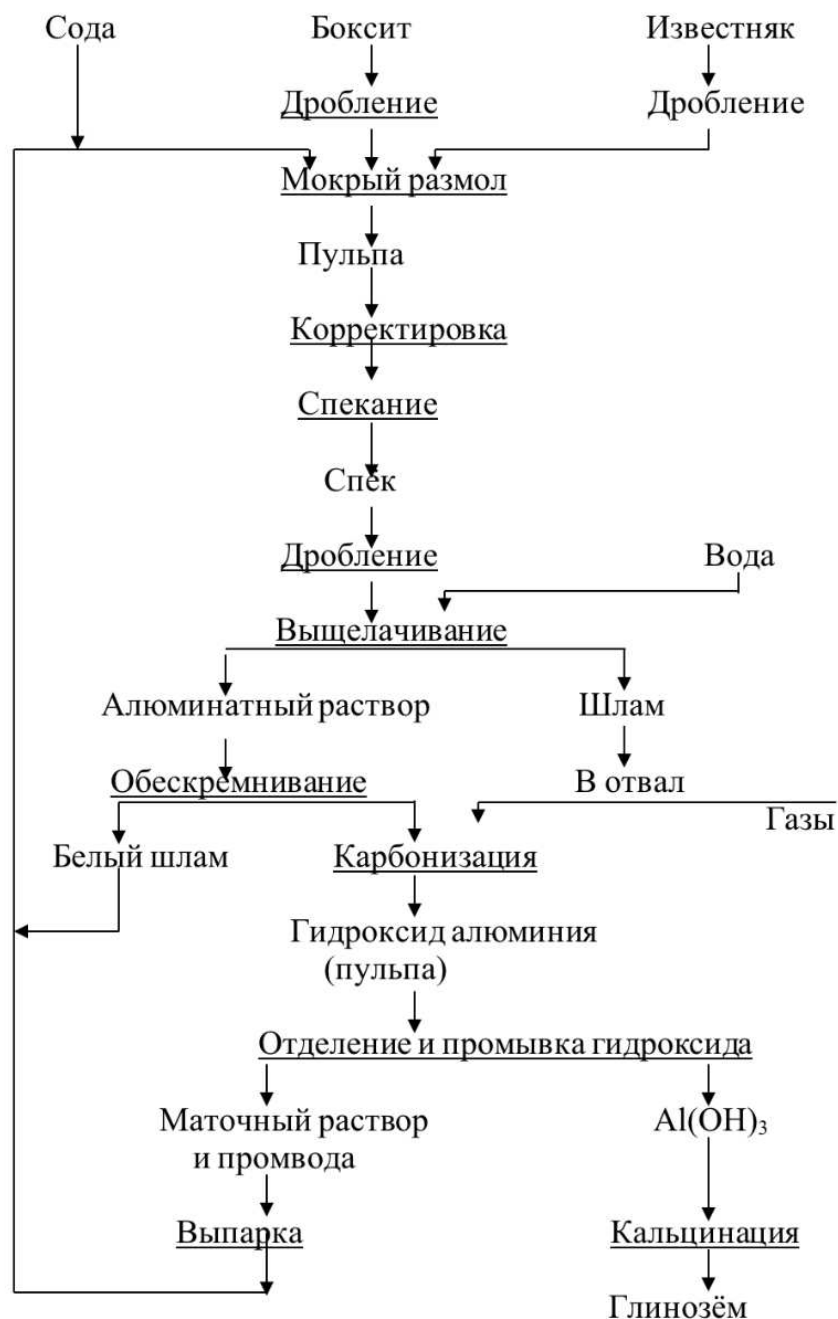 Сода
Боксит
Известняк
Дробление
Дробление
Мокрый размол
Пульпа
Корректировка
Спекание
Спек
Дробление
Вода
Выщелачивание
Алюминатный раствор
Шлам
Обескремнивание
В отвал
Газы
Белый шлам
Карбонизация
Гидроксид алюминия
(пульпа)
Отделение и промывка гидроксида
Маточный раствор
и промвода
Al(OH)₃
Выпарка
Кальцинация
Глинозём